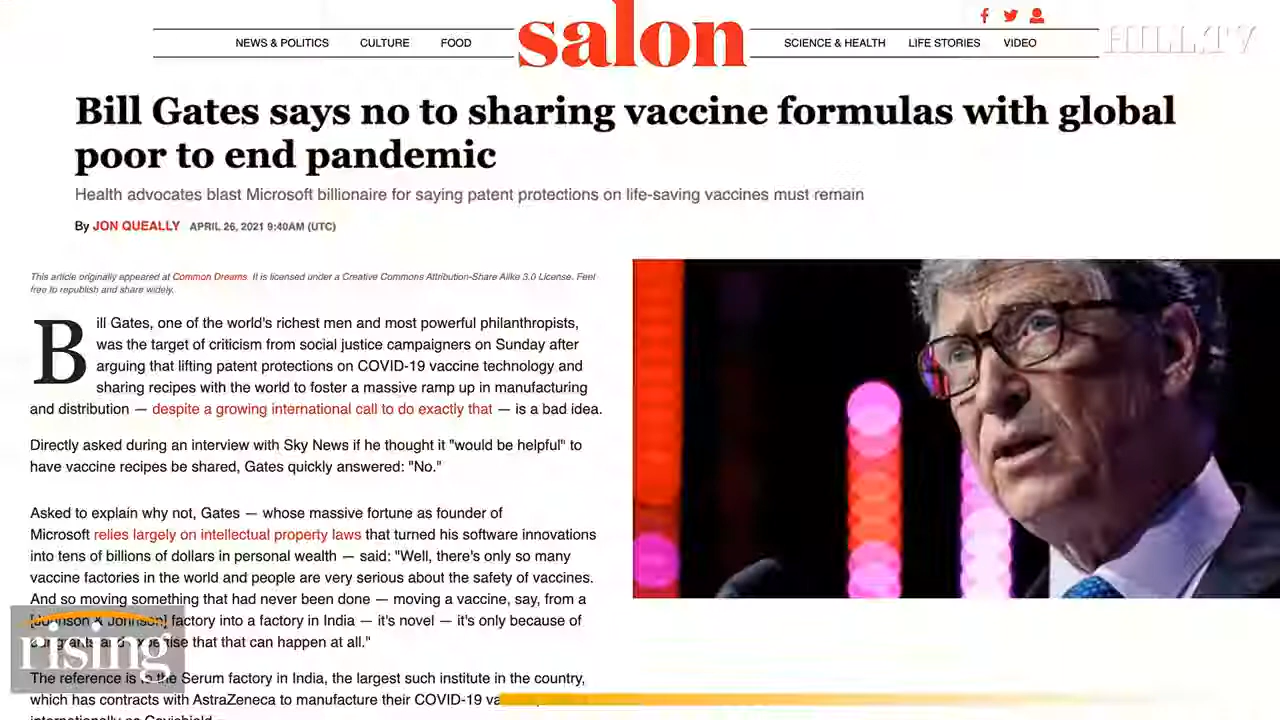 salon
HILL.TV
NEWS & POLITICS CULTURE FOOD SCIENCE & HEALTH LIFE STORIES VIDEO
Bill Gates says no to sharing vaccine formulas with global
poor to end pandemic
Health advocates blast Microsoft billionaire for saying patent protections on life-saving vaccines must remain
By JON QUEALLY APRIL 26, 2021 9:40AM (UTC)
This article originally appeared at Common Dreams. It is licensed under a Creative Commons Attribution-Share Alike 3.0 License. Feel
free to republish and share widely.
Bill Gates, one of the world's richest men and most powerful philanthropists,
was the target of criticism from social justice campaigners on Sunday after
arguing that lifting patent protections on COVID-19 vaccine technology and
sharing recipes with the world to foster a massive ramp up in manufacturing
and distribution — despite a growing international call to do exactly that — is a bad idea.
Directly asked during an interview with Sky News if he thought it "would be helpful" to
have vaccine recipes be shared, Gates quickly answered: "No."
Asked to explain why not, Gates — whose massive fortune as founder of
Microsoft relies largely on intellectual property laws that turned his software innovations
into tens of billions of dollars in personal wealth — said: "Well, there's only so many
vaccine factories in the world and people are very serious about the safety of vaccines.
And so moving something that had never been done — moving a vaccine, say, from a
[Johnson & Johnson] factory into a factory in India — it's novel — it's only because of
our grants and expertise that that can happen at all."
rising
The reference is to the Serum factory in India, the largest such institute in the country,
which has contracts with AstraZeneca to manufacture their COVID-19
internationally as Covishield